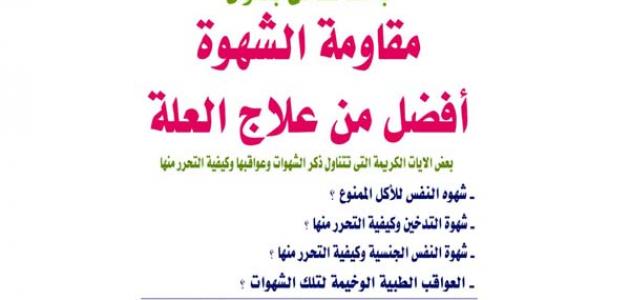 مقاومة الشهوة
أفضل من علاج العلة
بعض الايات الكريمة التى تتناول ذكر الشهوات وعواقبها وكيفية التحرر منها
ـ شهوه النفس للأكل الممنوع ؟
ـ شهوة التدخين وكيفية التحرر منها ؟
ـ شهوة النفس الجنسية وكيفية التحرر منها ؟
ـ العواقب الطبية الوخيمة لتلك الشهوات ؟